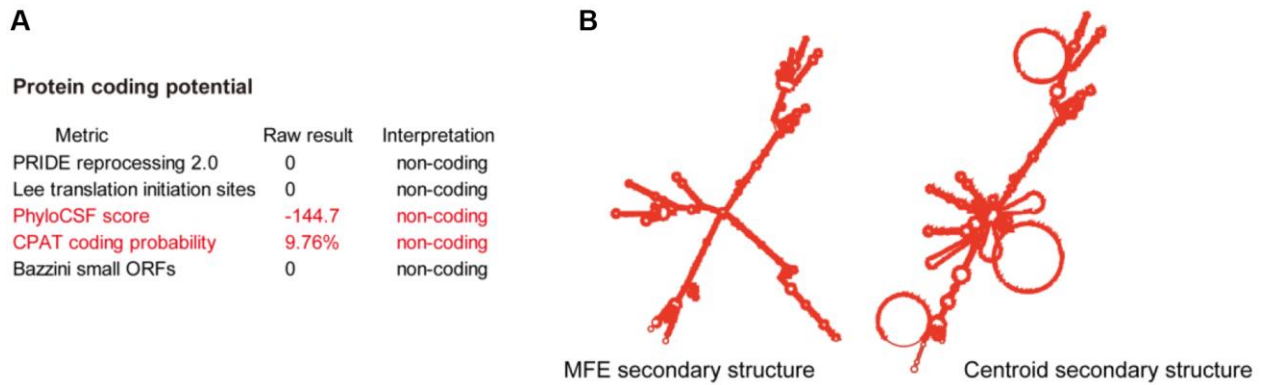 A
B
Protein coding potential
Metric Raw result Interpretation
PRIDE reprocessing 2.0 0 non-coding
Lee translation initiation sites 0 non-coding
PhyloCSF score -144.7 non-coding
CPAT coding probability 9.76% non-coding
Bazzini small ORFs 0 non-coding
MFE secondary structure
Centroid secondary structure